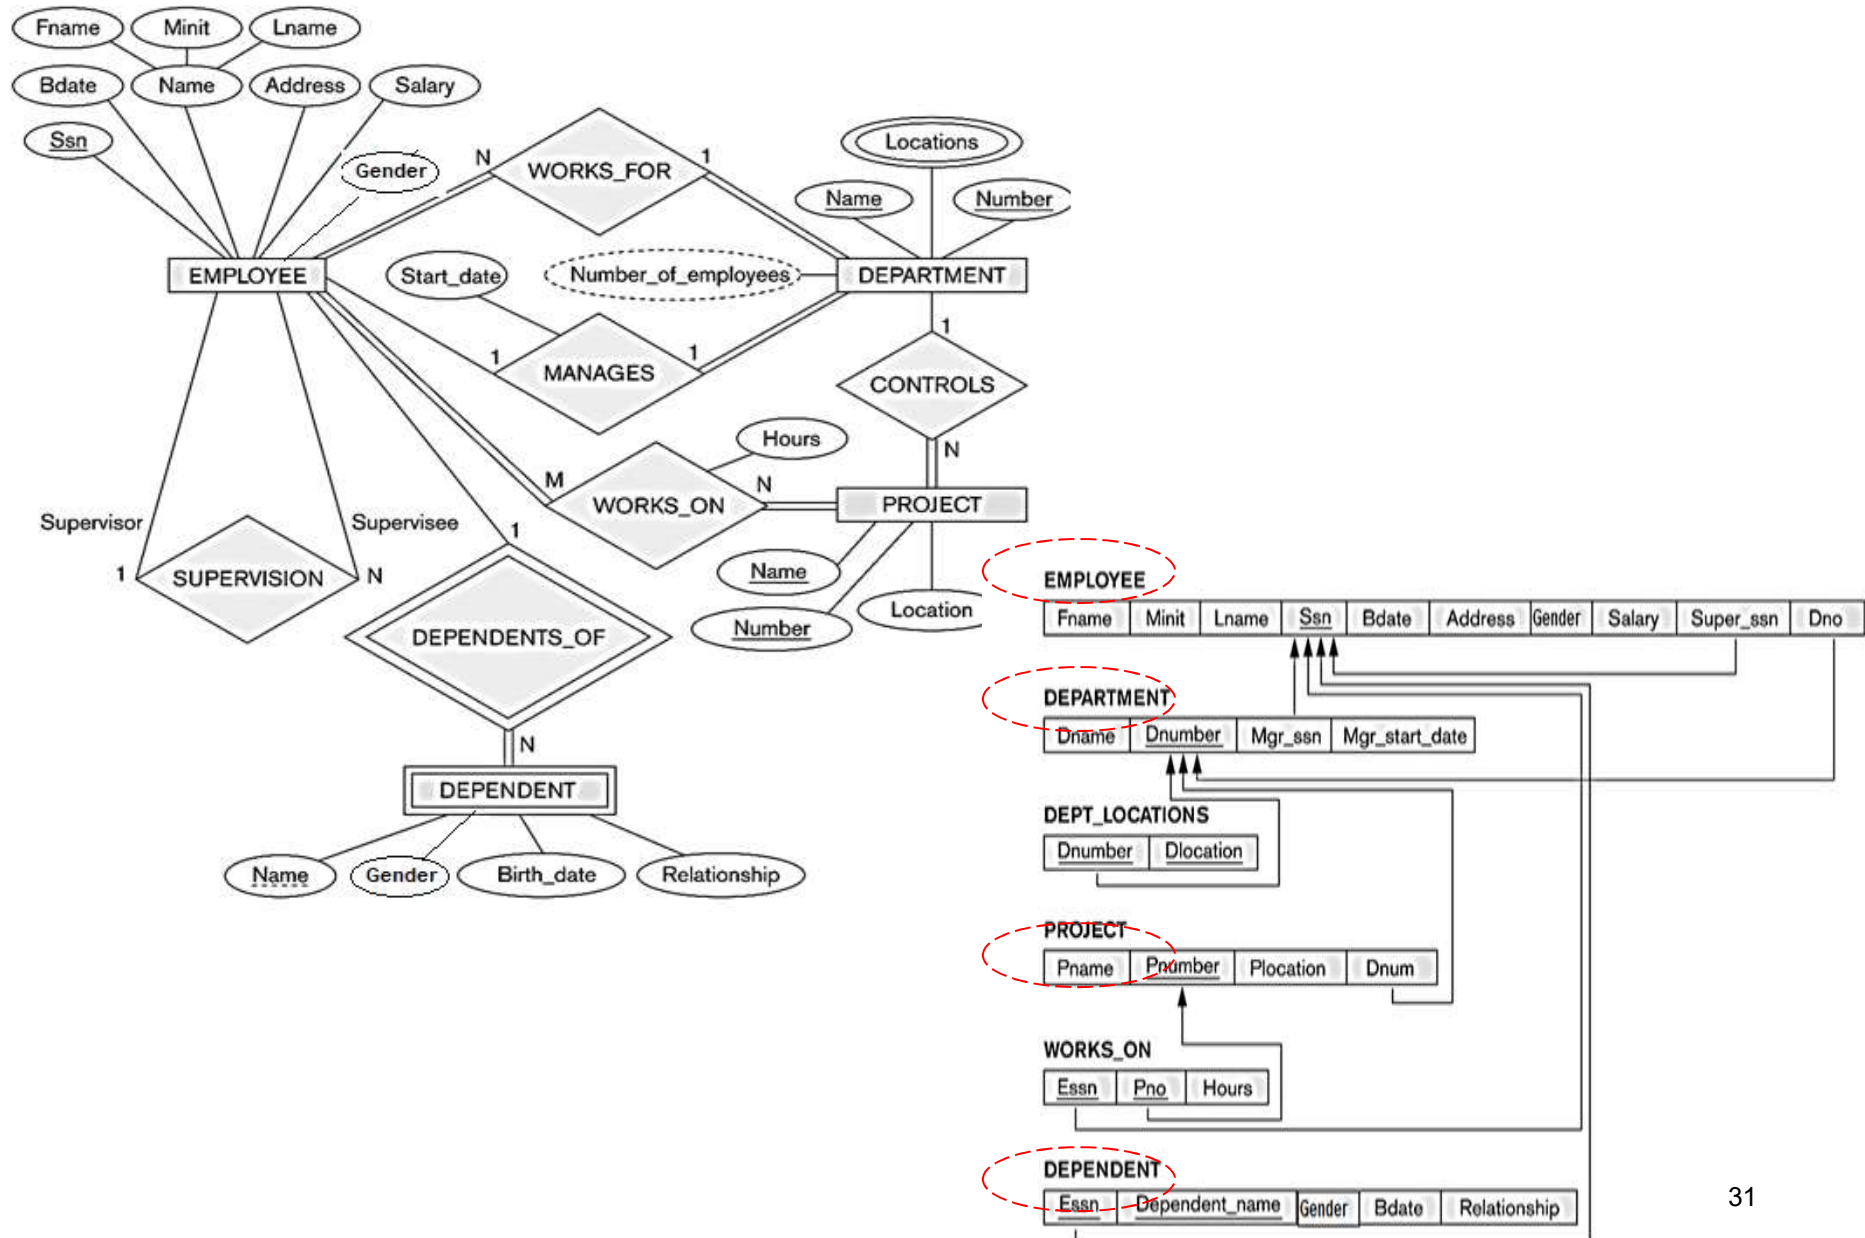 Fname Minit Lname
Bdate Name Address Salary
Ssn
Gender
N WORKS_FOR 1
Locations
Name Number
EMPLOYEE Start_date Number_of_employees DEPARTMENT
1 MANAGES 1
1
CONTROLS
N
Hours
M WORKS_ON N
PROJECT
Name
Number
Location
Supervisor Supervisee
1 SUPERVISION N
1
DEPENDENTS_OF
N
DEPENDENT
Name Gender Birth_date Relationship
EMPLOYEE
Fname Minit Lname Ssn Bdate Address Gender Salary Super_ssn Dno
DEPARTMENT
Dname Dnumber Mgr_ssn Mgr_start_date
DEPT_LOCATIONS
Dnumber Dlocation
PROJECT
Pname Pnumber Plocation Dnum
WORKS_ON
Essn Pno Hours
DEPENDENT
Essn Dependent_name Gender Bdate Relationship
31